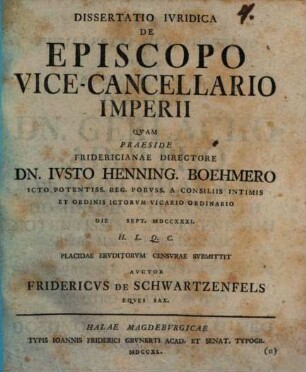 4.
DISSERTATIO IVRIDICA
DE
EPISCOPO
VICE-CANCELLARIO
IMPERII
QVAM
PRAESIDE
FRIDERICIANAE DIRECTORE
DN. IVSTO HENNING. BOEHMERO
ICTO POTENTISS. REG. PORVSS. A CONSILIIS INTIMIS
ET ORDINIS ICTORVM VICARIO ORDINARIO
DIE SEPT. MDCCXXXI.
H. L. Q. C.
PLACIDAE ERVDITORVM CENSVRAE SVBMITTIT
AVCTOR
FRIDERICVS DE SCHWARTZENFELS
EQVES SAX.
HALAE MAGDEBVRGICAE
TYPIS IOANNIS FRIDERICI GRVNERTI ACAD. ET SENAT. TYPOGR.
MDCCXL.